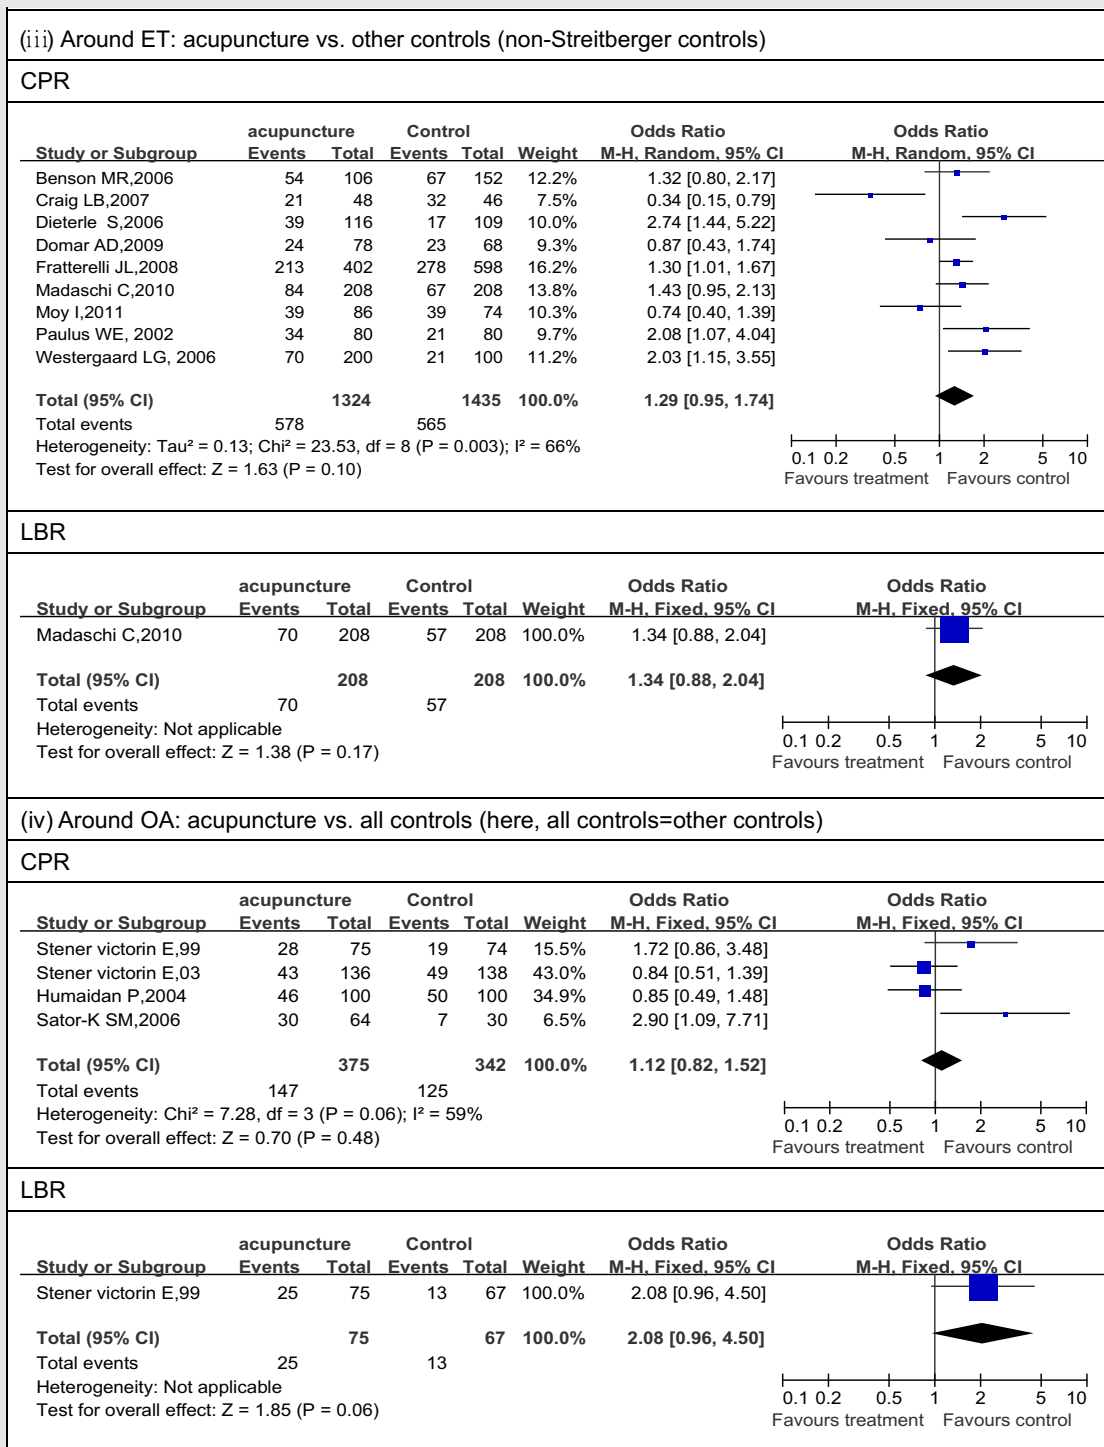 (iii) Around ET: acupuncture vs. other controls (non-Streitberger controls)
CPR
acupuncture Control Odds Ratio Odds Ratio
Study or Subgroup Events Total Events Total Weight M-H, Random, 95% CI M-H, Random, 95% CI
Benson MR,2006 54 106 67 152 12.2% 1.32 [0.80, 2.17]
Craig LB,2007 21 48 32 46 7.5% 0.34 [0.15, 0.79]
Dieterle S,2006 39 116 17 109 10.0% 2.74 [1.44, 5.22]
Domar AD,2009 24 78 23 68 9.3% 0.87 [0.43, 1.74]
Fratterelli JL,2008 213 402 278 598 16.2% 1.30 [1.01, 1.67]
Madaschi C,2010 84 208 67 208 13.8% 1.43 [0.95, 2.13]
Moy I,2011 39 86 39 74 10.3% 0.74 [0.40, 1.39]
Paulus WE, 2002 34 80 21 80 9.7% 2.08 [1.07, 4.04]
Westergaard LG, 2006 70 200 21 100 11.2% 2.03 [1.15, 3.55]
Total (95% CI) 1324 1435 100.0% 1.29 [0.95, 1.74]
Total events 578 565
Heterogeneity: Tau² = 0.13; Chi² = 23.53, df = 8 (P = 0.003); I² = 66%
Test for overall effect: Z = 1.63 (P = 0.10)
0.1 0.2 0.5 1 2 5 10
Favours treatment Favours control
LBR
acupuncture Control Odds Ratio Odds Ratio
Study or Subgroup Events Total Events Total Weight M-H, Fixed, 95% CI M-H, Fixed, 95% CI
Madaschi C,2010 70 208 57 208 100.0% 1.34 [0.88, 2.04]
Total (95% CI) 208 208 100.0% 1.34 [0.88, 2.04]
Total events 70 57
Heterogeneity: Not applicable
Test for overall effect: Z = 1.38 (P = 0.17)
0.1 0.2 0.5 1 2 5 10
Favours treatment Favours control
(iv) Around OA: acupuncture vs. all controls (here, all controls=other controls)
CPR
acupuncture Control Odds Ratio Odds Ratio
Study or Subgroup Events Total Events Total Weight M-H, Fixed, 95% CI M-H, Fixed, 95% CI
Stener victorin E,99 28 75 19 74 15.5% 1.72 [0.86, 3.48]
Stener victorin E,03 43 136 49 138 43.0% 0.84 [0.51, 1.39]
Humaidan P,2004 46 100 50 100 34.9% 0.85 [0.49, 1.48]
Sator-K SM,2006 30 64 7 30 6.5% 2.90 [1.09, 7.71]
Total (95% CI) 375 342 100.0% 1.12 [0.82, 1.52]
Total events 147 125
Heterogeneity: Chi² = 7.28, df = 3 (P = 0.06); I² = 59%
Test for overall effect: Z = 0.70 (P = 0.48)
0.1 0.2 0.5 1 2 5 10
Favours treatment Favours control
LBR
acupuncture Control Odds Ratio Odds Ratio
Study or Subgroup Events Total Events Total Weight M-H, Fixed, 95% CI M-H, Fixed, 95% CI
Stener victorin E,99 25 75 13 67 100.0% 2.08 [0.96, 4.50]
Total (95% CI) 75 67 100.0% 2.08 [0.96, 4.50]
Total events 25 13
Heterogeneity: Not applicable
Test for overall effect: Z = 1.85 (P = 0.06)
0.1 0.2 0.5 1 2 5 10
Favours treatment Favours control